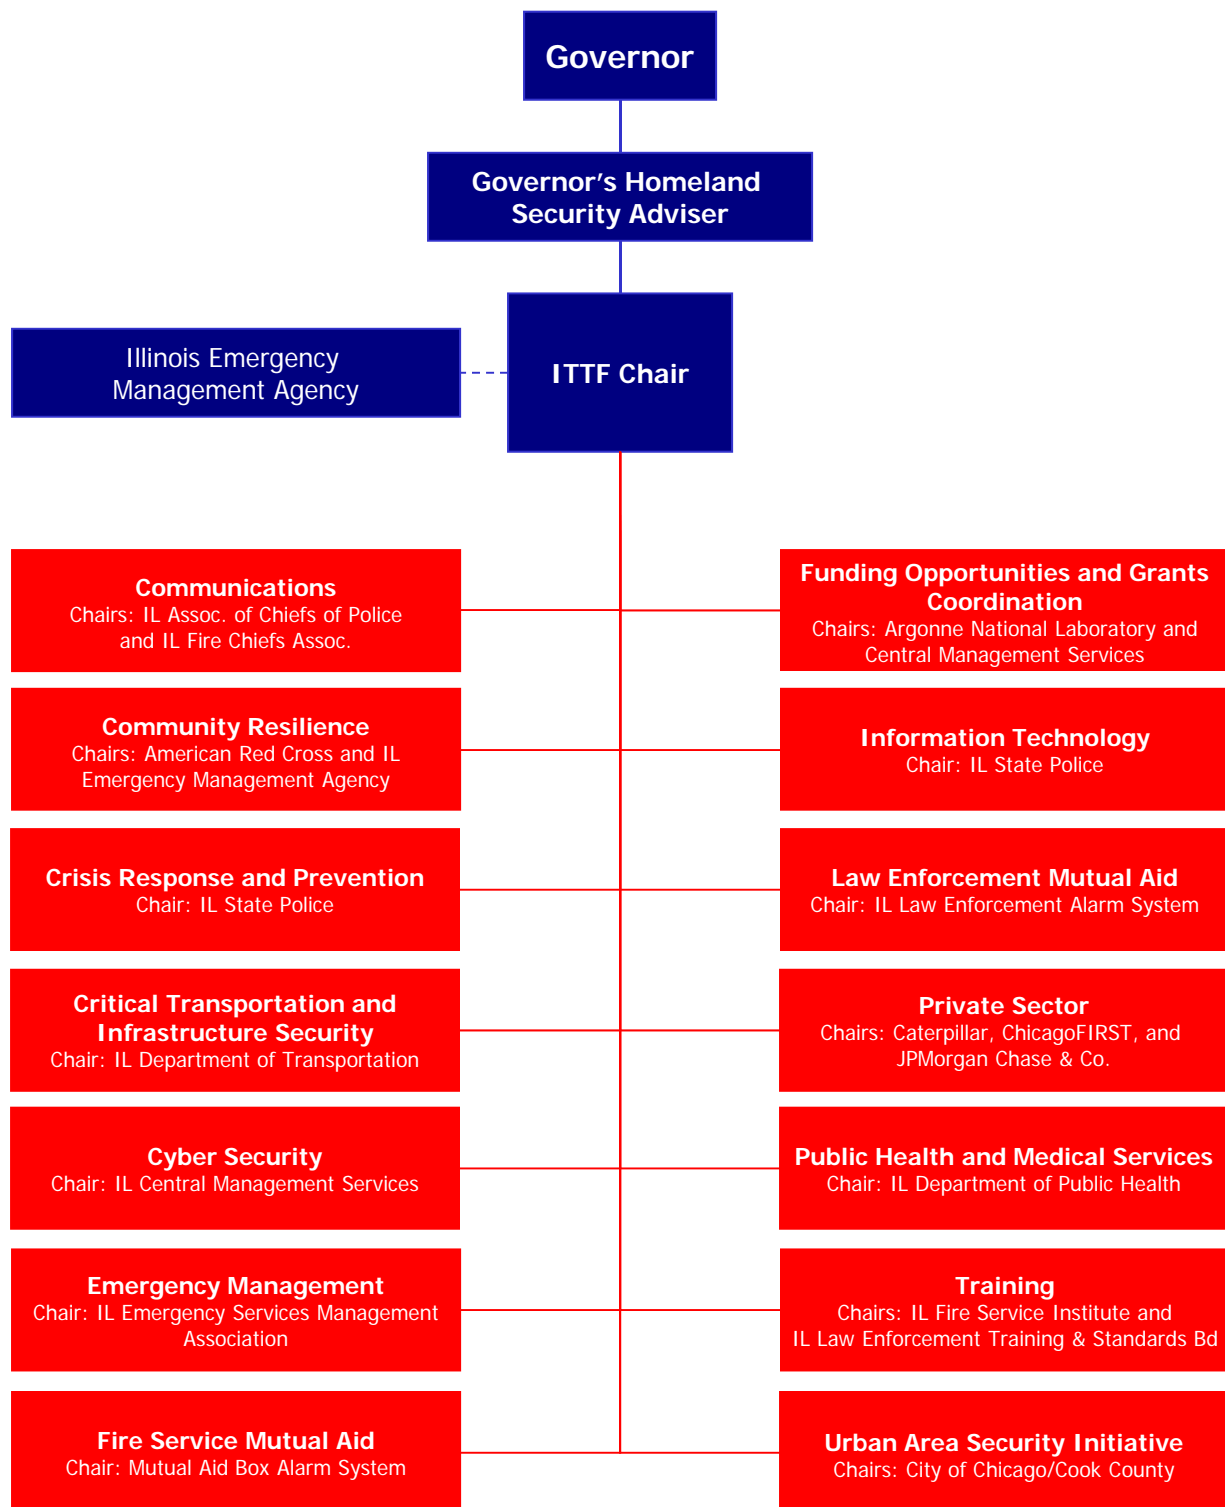 Governor
Governor's Homeland
Security Adviser
Illinois Emergency
Management Agency
ITTF Chair
Communications
Chairs: IL Assoc. of Chiefs of Police
and IL Fire Chiefs Assoc.
Funding Opportunities and Grants
Coordination
Chairs: Argonne National Laboratory and
Central Management Services
Community Resilience
Chairs: American Red Cross and IL
Emergency Management Agency
Information Technology
Chair: IL State Police
Crisis Response and Prevention
Chair: IL State Police
Law Enforcement Mutual Aid
Chair: IL Law Enforcement Alarm System
Critical Transportation and
Infrastructure Security
Chair: IL Department of Transportation
Private Sector
Chairs: Caterpillar, ChicagoFIRST, and
JPMorgan Chase & Co.
Cyber Security
Chair: IL Central Management Services
Public Health and Medical Services
Chair: IL Department of Public Health
Emergency Management
Chair: IL Emergency Services Management
Association
Training
Chairs: IL Fire Service Institute and
IL Law Enforcement Training & Standards Bd
Fire Service Mutual Aid
Chair: Mutual Aid Box Alarm System
Urban Area Security Initiative
Chairs: City of Chicago/Cook County